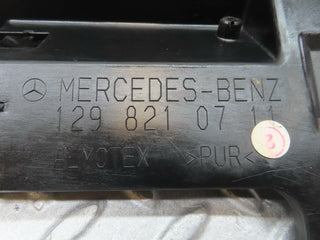 MERCEDES-BENZ
129 821 07 11
>PUR<